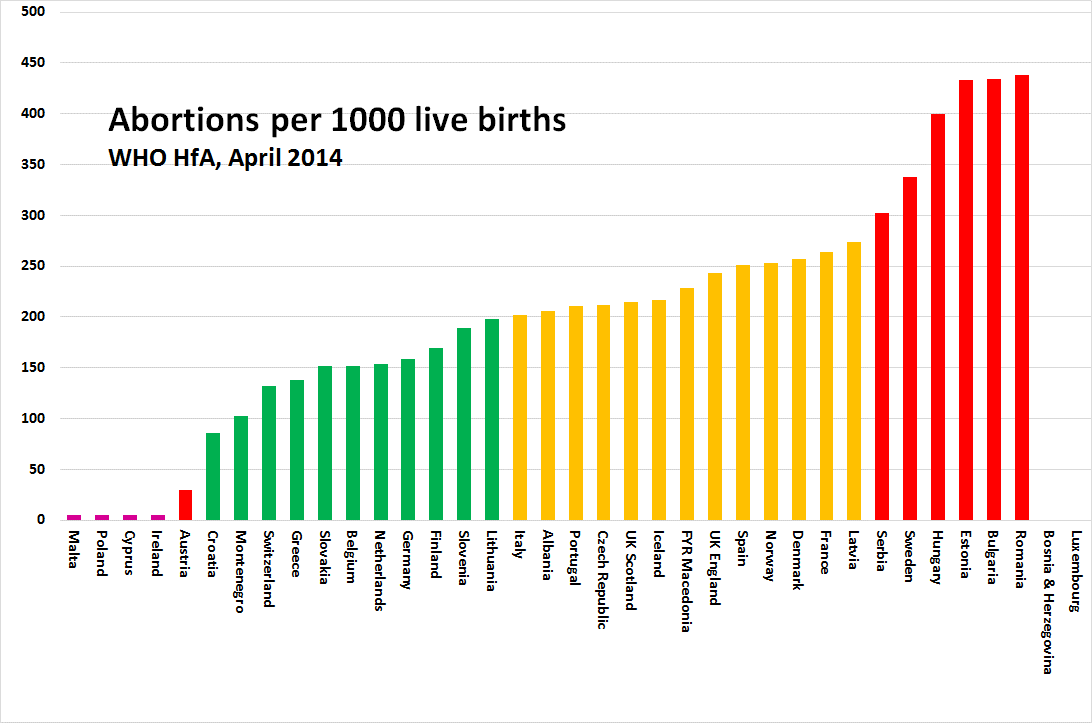 500
450
400
350
300
250
200
150
100
50
0
Abortions per 1000 live births
WHO HfA, April 2014
Malta
Poland
Cyprus
Ireland
Austria
Croatia
Montenegro
Switzerland
Greece
Slovakia
Belgium
Netherlands
Germany
Finland
Slovenia
Lithuania
Italy
Albania
Portugal
Czech Republic
UK Scotland
Iceland
FYR Macedonia
UK England
Spain
Norway
Denmark
France
Latvia
Serbia
Sweden
Hungary
Estonia
Bulgaria
Romania
Bosnia & Herzegovina
Luxembourg